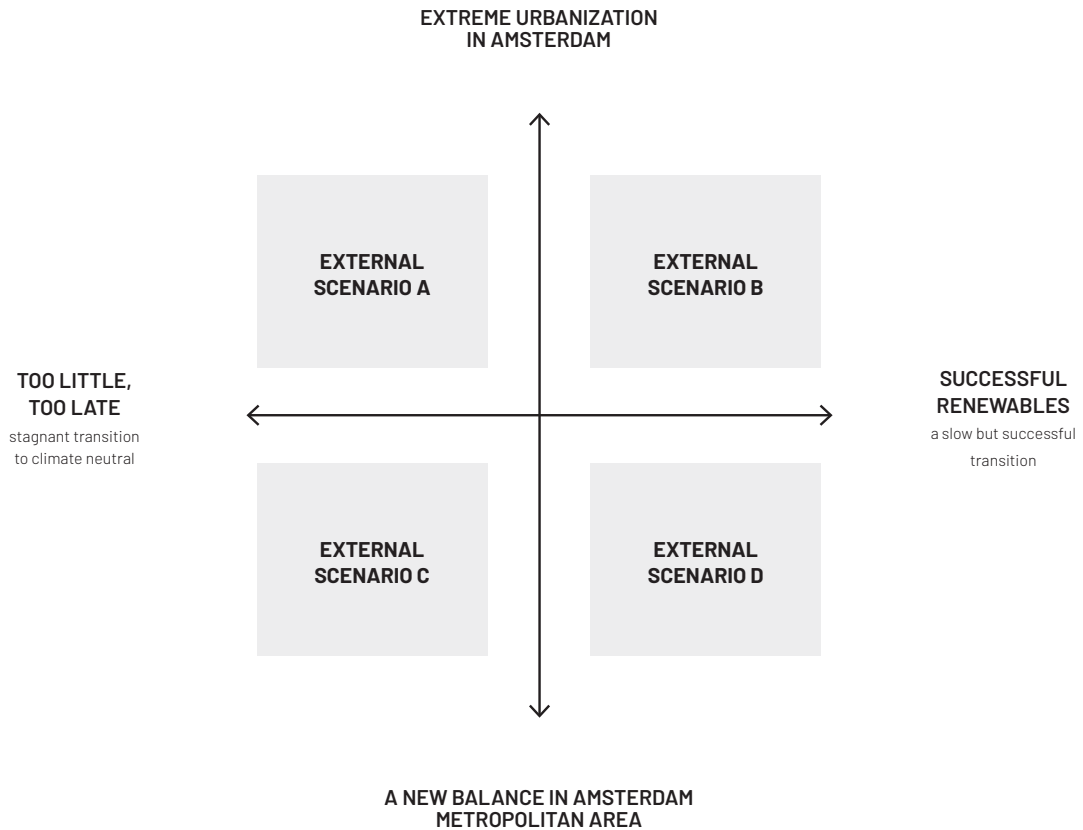 EXTREME URBANIZATION
IN AMSTERDAM
EXTERNAL
SCENARIO A
EXTERNAL
SCENARIO B
TOO LITTLE,
TOO LATE
stagnant transition
to climate neutral
SUCCESSFUL
RENEWABLES
a slow but successful
transition
EXTERNAL
SCENARIO C
EXTERNAL
SCENARIO D
A NEW BALANCE IN AMSTERDAM
METROPOLITAN AREA